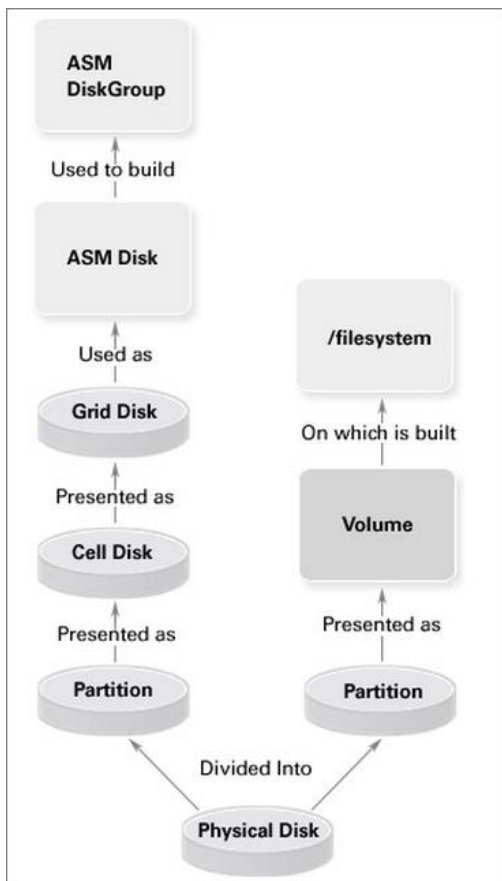 ASM
DiskGroup
Used to build
ASM Disk
Used as
Grid Disk
Presented as
Cell Disk
Presented as
Partition
/filesystem
On which is built
Volume
Presented as
Partition
Divided Into
Physical Disk